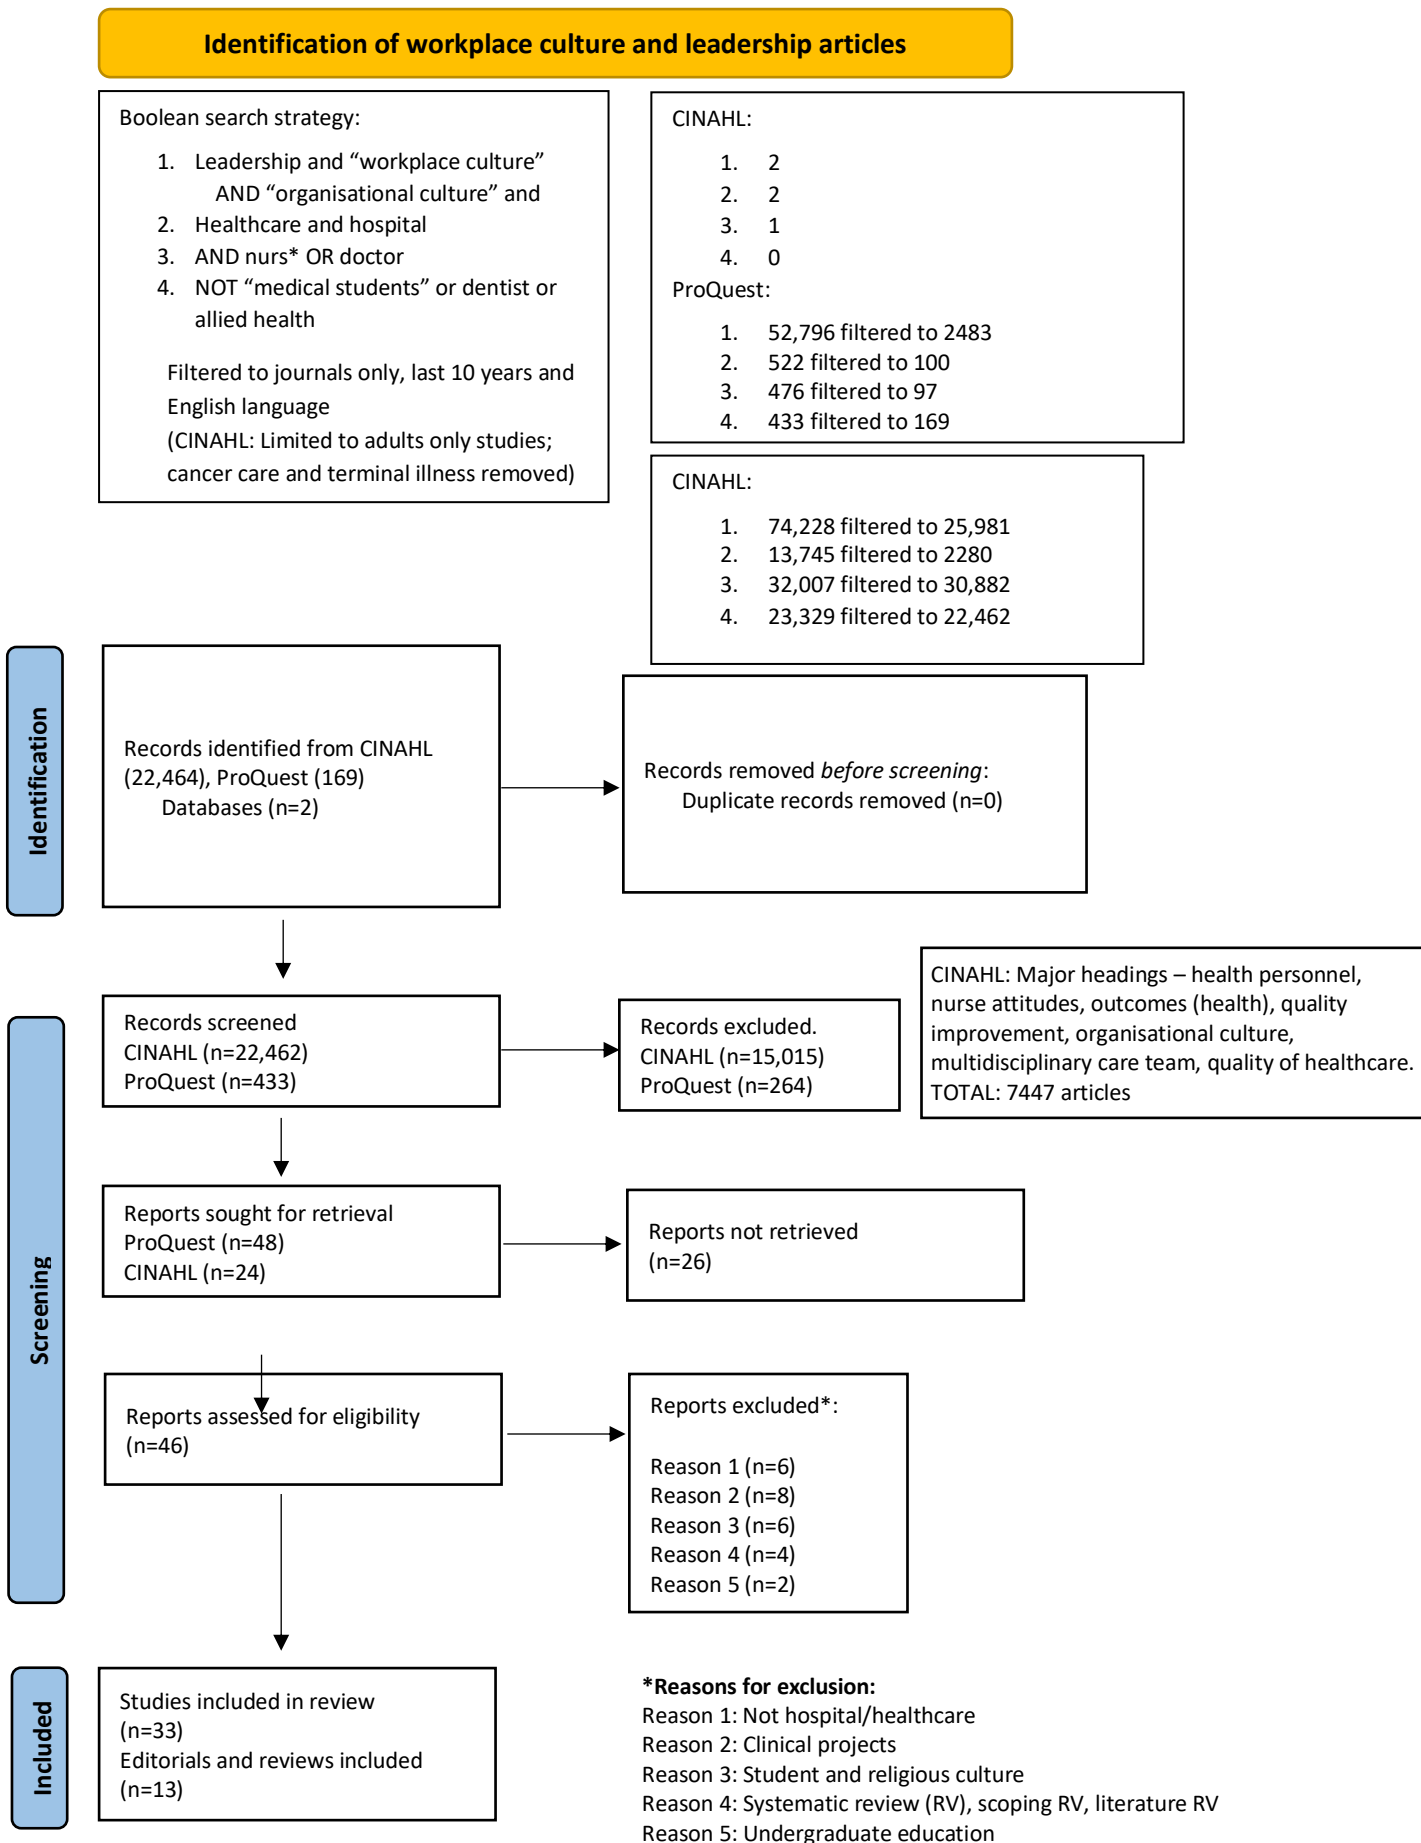 Identification of workplace culture and leadership articles
Boolean search strategy:
1. Leadership and “workplace culture”
AND “organisational culture” and
2. Healthcare and hospital
3. AND nurs* OR doctor
4. NOT “medical students” or dentist or
allied health
Filtered to journals only, last 10 years and
English language
(CINAHL: Limited to adults only studies;
cancer care and terminal illness removed)
CINAHL:
1. 2
2. 2
3. 1
4. 0
ProQuest:
1. 52,796 filtered to 2483
2. 522 filtered to 100
3. 476 filtered to 97
4. 433 filtered to 169
CINAHL:
1. 74,228 filtered to 25,981
2. 13,745 filtered to 2280
3. 32,007 filtered to 30,882
4. 23,329 filtered to 22,462
Identification
Records identified from CINAHL
(22,464), ProQuest (169)
Databases (n=2)
Records removed before screening:
Duplicate records removed (n=0)
Screening
Records screened
CINAHL (n=22,462)
ProQuest (n=433)
Records excluded.
CINAHL (n=15,015)
ProQuest (n=264)
CINAHL: Major headings – health personnel,
nurse attitudes, outcomes (health), quality
improvement, organisational culture,
multidisciplinary care team, quality of healthcare.
TOTAL: 7447 articles
Reports sought for retrieval
ProQuest (n=48)
CINAHL (n=24)
Reports not retrieved
(n=26)
Reports assessed for eligibility
(n=46)
Reports excluded*:
Reason 1 (n=6)
Reason 2 (n=8)
Reason 3 (n=6)
Reason 4 (n=4)
Reason 5 (n=2)
Included
Studies included in review
(n=33)
Editorials and reviews included
(n=13)
*Reasons for exclusion:
Reason 1: Not hospital/healthcare
Reason 2: Clinical projects
Reason 3: Student and religious culture
Reason 4: Systematic review (RV), scoping RV, literature RV
Reason 5: Undergraduate education